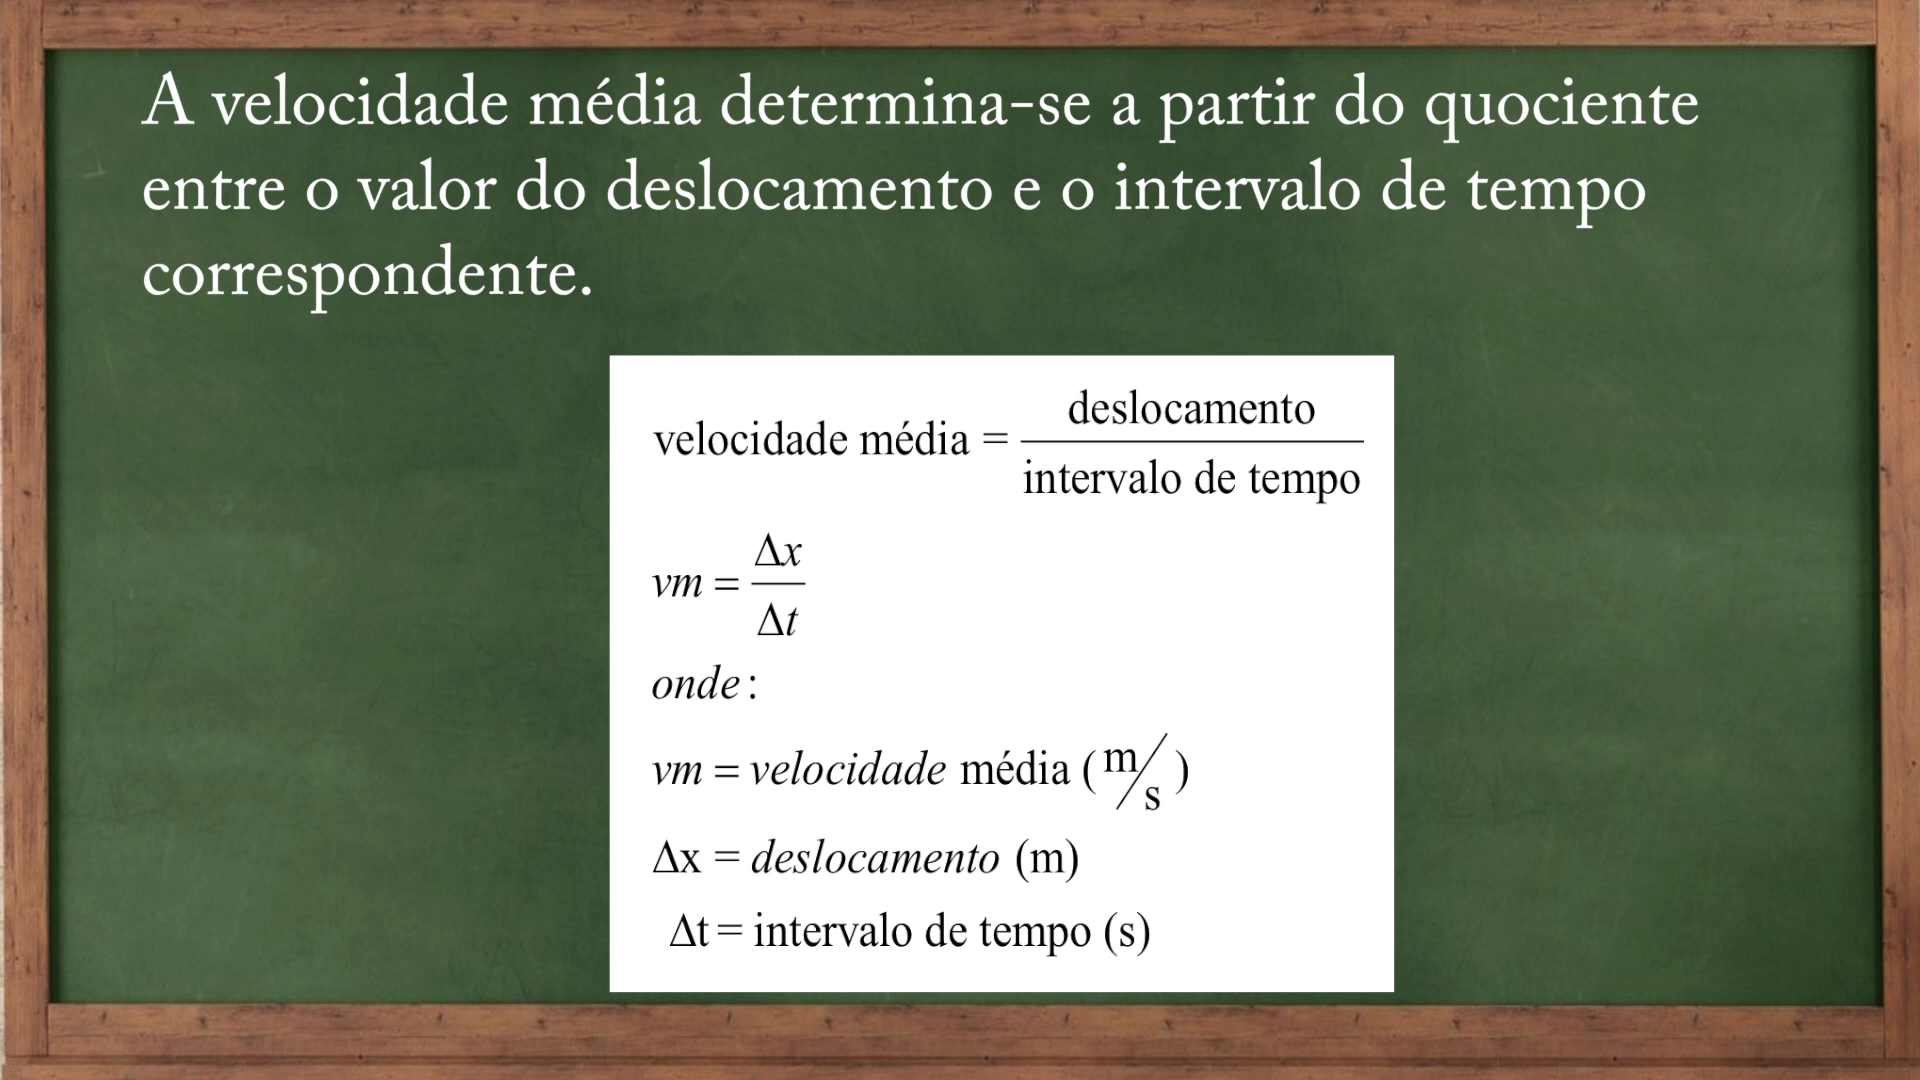 A velocidade média determina-se a partir do quociente
entre o valor do deslocamento e o intervalo de tempo
correspondente.
velocidade média = deslocamento / intervalo de tempo
vm = Δx / Δt
onde:
vm = velocidade média (m/s)
Δx = deslocamento (m)
Δt = intervalo de tempo (s)